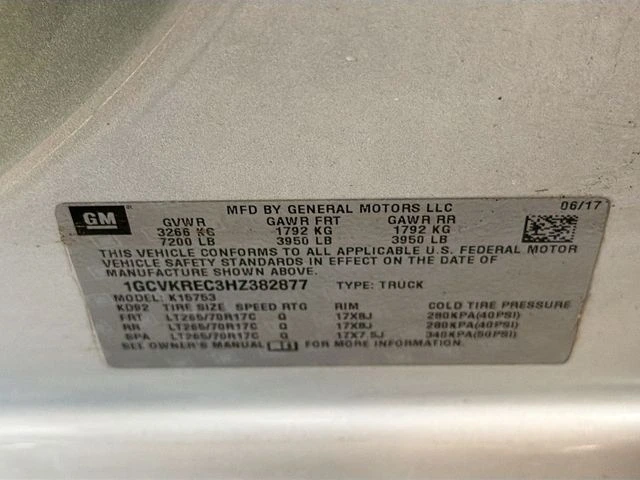 GM
MFD BY GENERAL MOTORS LLC 06/17
GVWR GAWR FRT GAWR RR
3266 KG 1792 KG 1792 KG
7200 LB 3950 LB 3950 LB
THIS VEHICLE CONFORMS TO ALL APPLICABLE U.S. FEDERAL MOTOR
VEHICLE SAFETY STANDARDS IN EFFECT ON THE DATE OF
MANUFACTURE SHOWN ABOVE.
1GCVKREC3HZ382877 TYPE: TRUCK
MODEL: K15753
KD92 TIRE SIZE SPEED RTG RIM COLD TIRE PRESSURE
FRT LT265/70R17C Q 17X8J 280KPA(40PSI)
RR LT265/70R17C Q 17X8J 280KPA(40PSI)
SPA LT265/70R17C Q 17X7.5J 340KPA(50PSI)
SEE OWNER'S MANUAL FOR MORE INFORMATION.